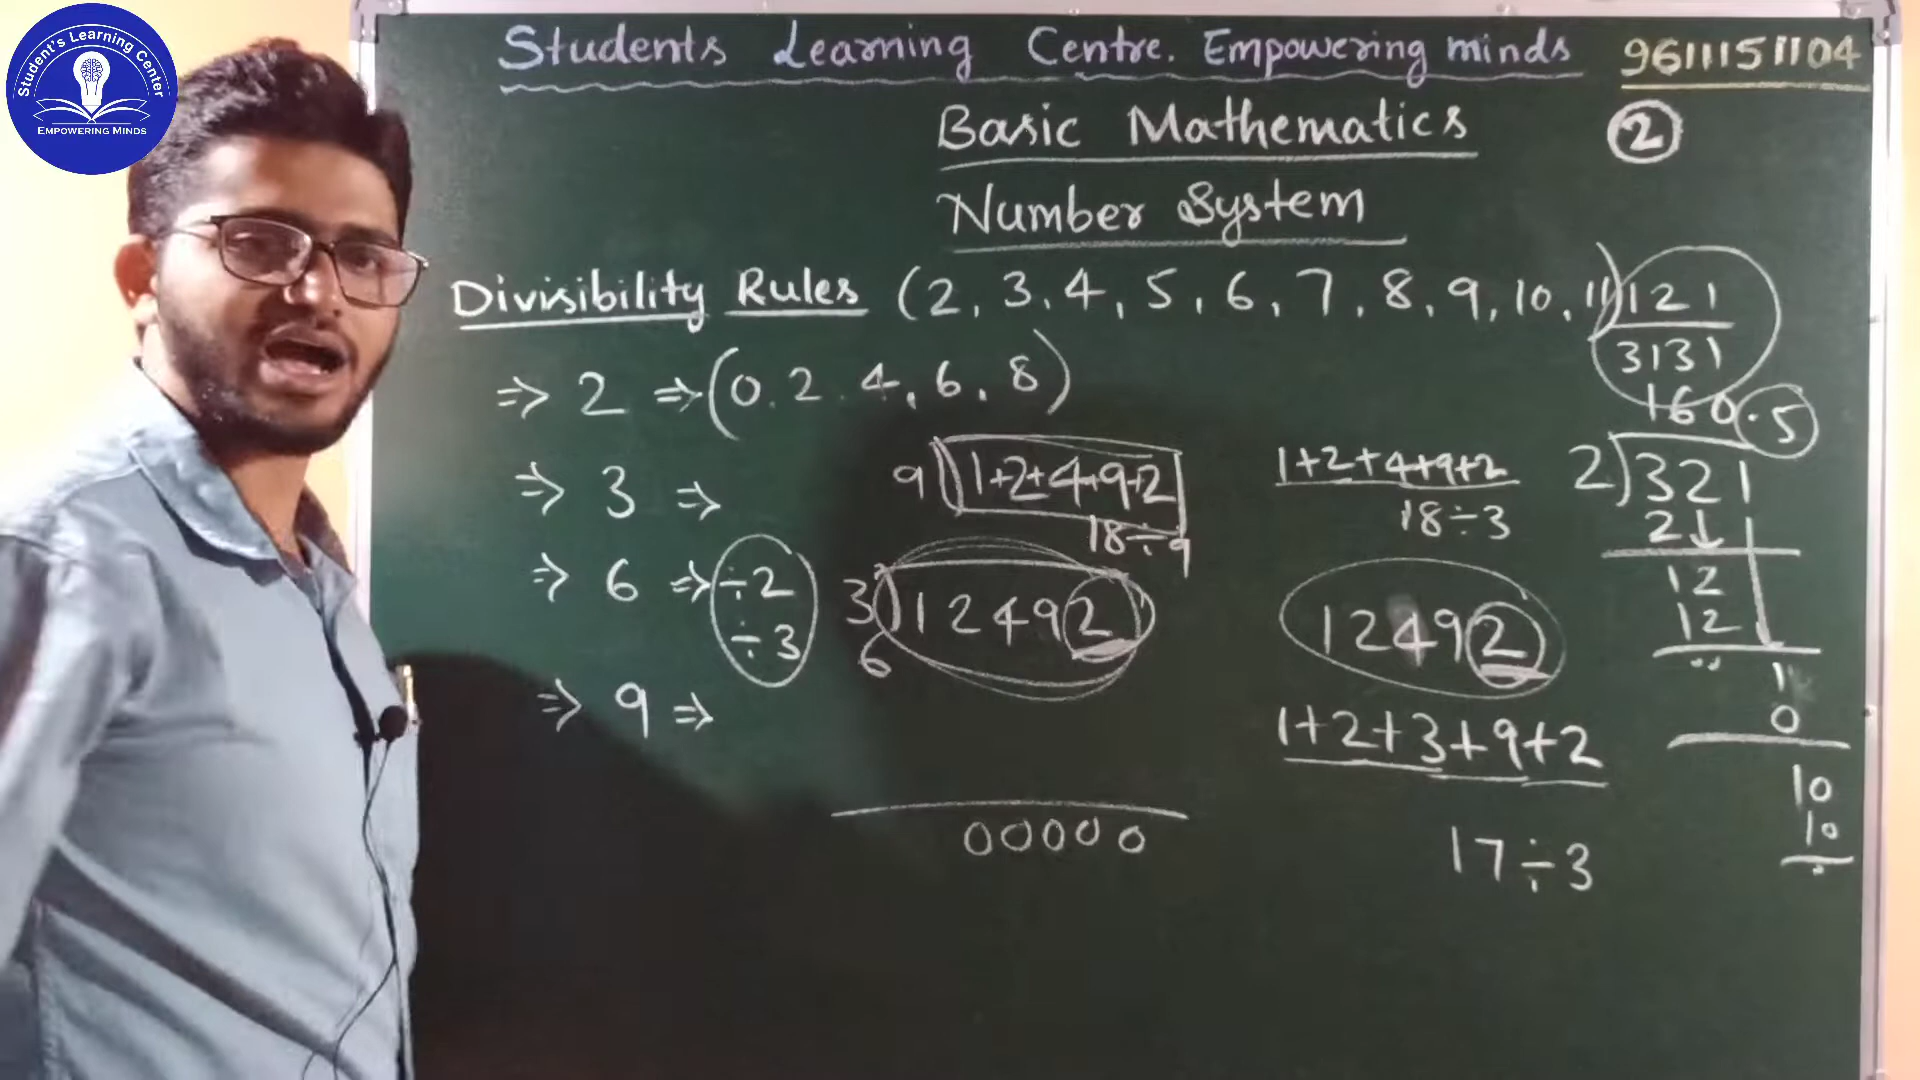 Student's Learning Center
EMPOWERING MINDS
Students Learning Centre. Empowering minds 9611151104
Basic Mathematics 2
Number System
Divisibility Rules (2, 3, 4, 5, 6, 7, 8, 9, 10, 11)
121
3131
⇒ 2 ⇒ (0. 2. 4, 6, 8)
⇒ 3 ⇒
⇒ 6 ⇒ ÷2
÷3
⇒ 9 ⇒
9)1+2+4+9+2
18÷9
3)12492
6
00000
1+2+4+9+2
18÷3
12492
1+2+3+9+2
17÷3
160.5
2)321
2↓
12
12
1
0
10
10